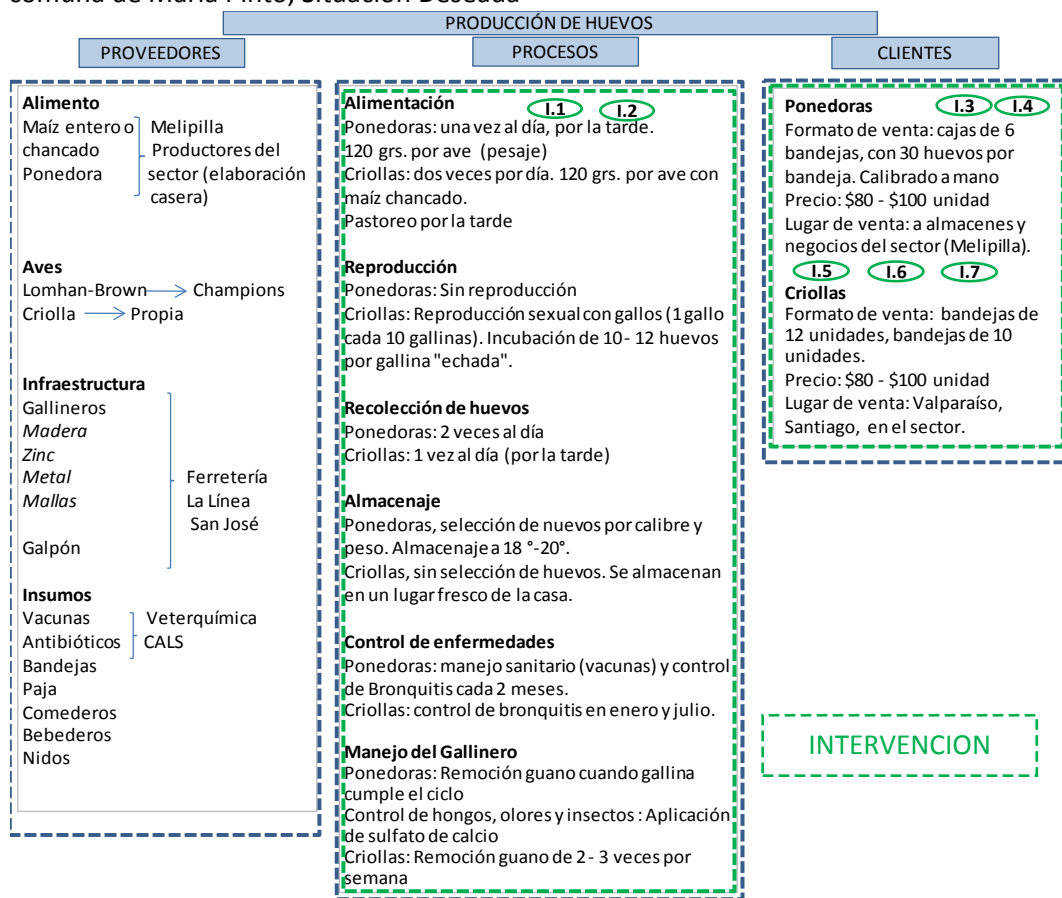 comuna de María Pinto, Situación Deseada
PRODUCCIÓN DE HUEVOS
PROVEEDORES
PROCESOS
CLIENTES
Alimento
Maíz entero o
chancado
Ponedora
Melipilla
Productores del
sector (elaboración
casera)
Aves
Lomhan-Brown Champions
Criolla Propia
Infraestructura
Gallineros
Madera
Zinc
Metal
Mallas
Galpón
Ferretería
La Línea
San José
Insumos
Vacunas
Antibióticos
Veterquímica
CALS
Bandejas
Paja
Comederos
Bebederos
Nidos
Alimentación
I.1
I.2
Ponedoras: una vez al día, por la tarde.
120 grs. por ave (pesaje)
Criollas: dos veces por día. 120 grs. por ave con
maíz chancado.
Pastoreo por la tarde
Reproducción
Ponedoras: Sin reproducción
Criollas: Reproducción sexual con gallos (1 gallo
cada 10 gallinas). Incubación de 10- 12 huevos
por gallina "echada".
Recolección de huevos
Ponedoras: 2 veces al día
Criollas: 1 vez al día (por la tarde)
Almacenaje
Ponedoras, selección de nuevos por calibre y
peso. Almacenaje a 18 °-20°.
Criollas, sin selección de huevos. Se almacenan
en un lugar fresco de la casa.
Control de enfermedades
Ponedoras: manejo sanitario (vacunas) y control
de Bronquitis cada 2 meses.
Criollas: control de bronquitis en enero y julio.
Manejo del Gallinero
Ponedoras: Remoción guano cuando gallina
cumple el ciclo
Control de hongos, olores y insectos : Aplicación
de sulfato de calcio
Criollas: Remoción guano de 2 - 3 veces por
semana
Ponedoras
I.3
I.4
Formato de venta: cajas de 6
bandejas, con 30 huevos por
bandeja. Calibrado a mano
Precio: $80 - $100 unidad
Lugar de venta: a almacenes y
negocios del sector (Melipilla).
I.5
I.6
I.7
Criollas
Formato de venta: bandejas de
12 unidades, bandejas de 10
unidades.
Precio: $80 - $100 unidad
Lugar de venta: Valparaíso,
Santiago, en el sector.
INTERVENCION